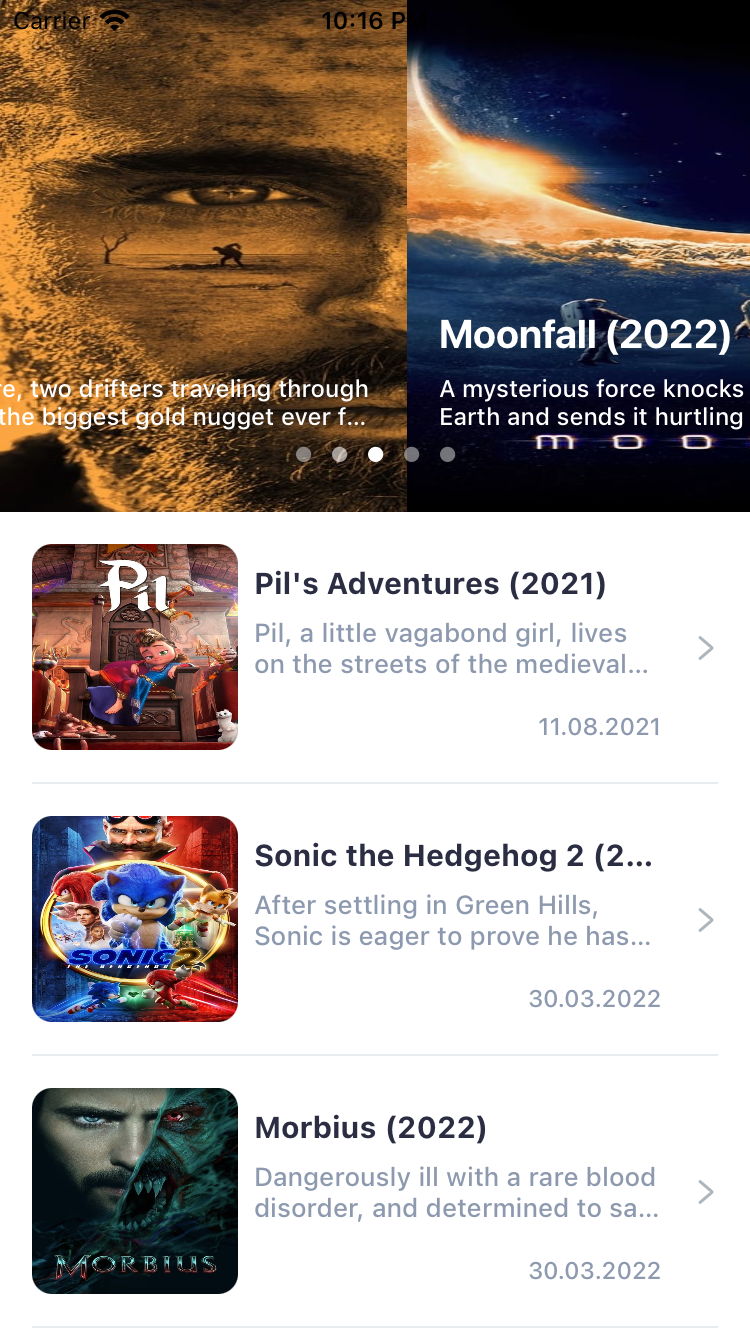 Carrier 10:16 P
Moonfall (2022)
re, two drifters traveling through
the biggest gold nugget ever f...
A mysterious force knocks
Earth and sends it hurtling
MOO
Pil
Pil's Adventures (2021)
Pil, a little vagabond girl, lives
on the streets of the medieval...
11.08.2021
SONIC 2
THE HEDGEHOG
Sonic the Hedgehog 2 (2...
After settling in Green Hills,
Sonic is eager to prove he has...
30.03.2022
MORBIUS
Morbius (2022)
Dangerously ill with a rare blood
disorder, and determined to sa...
30.03.2022